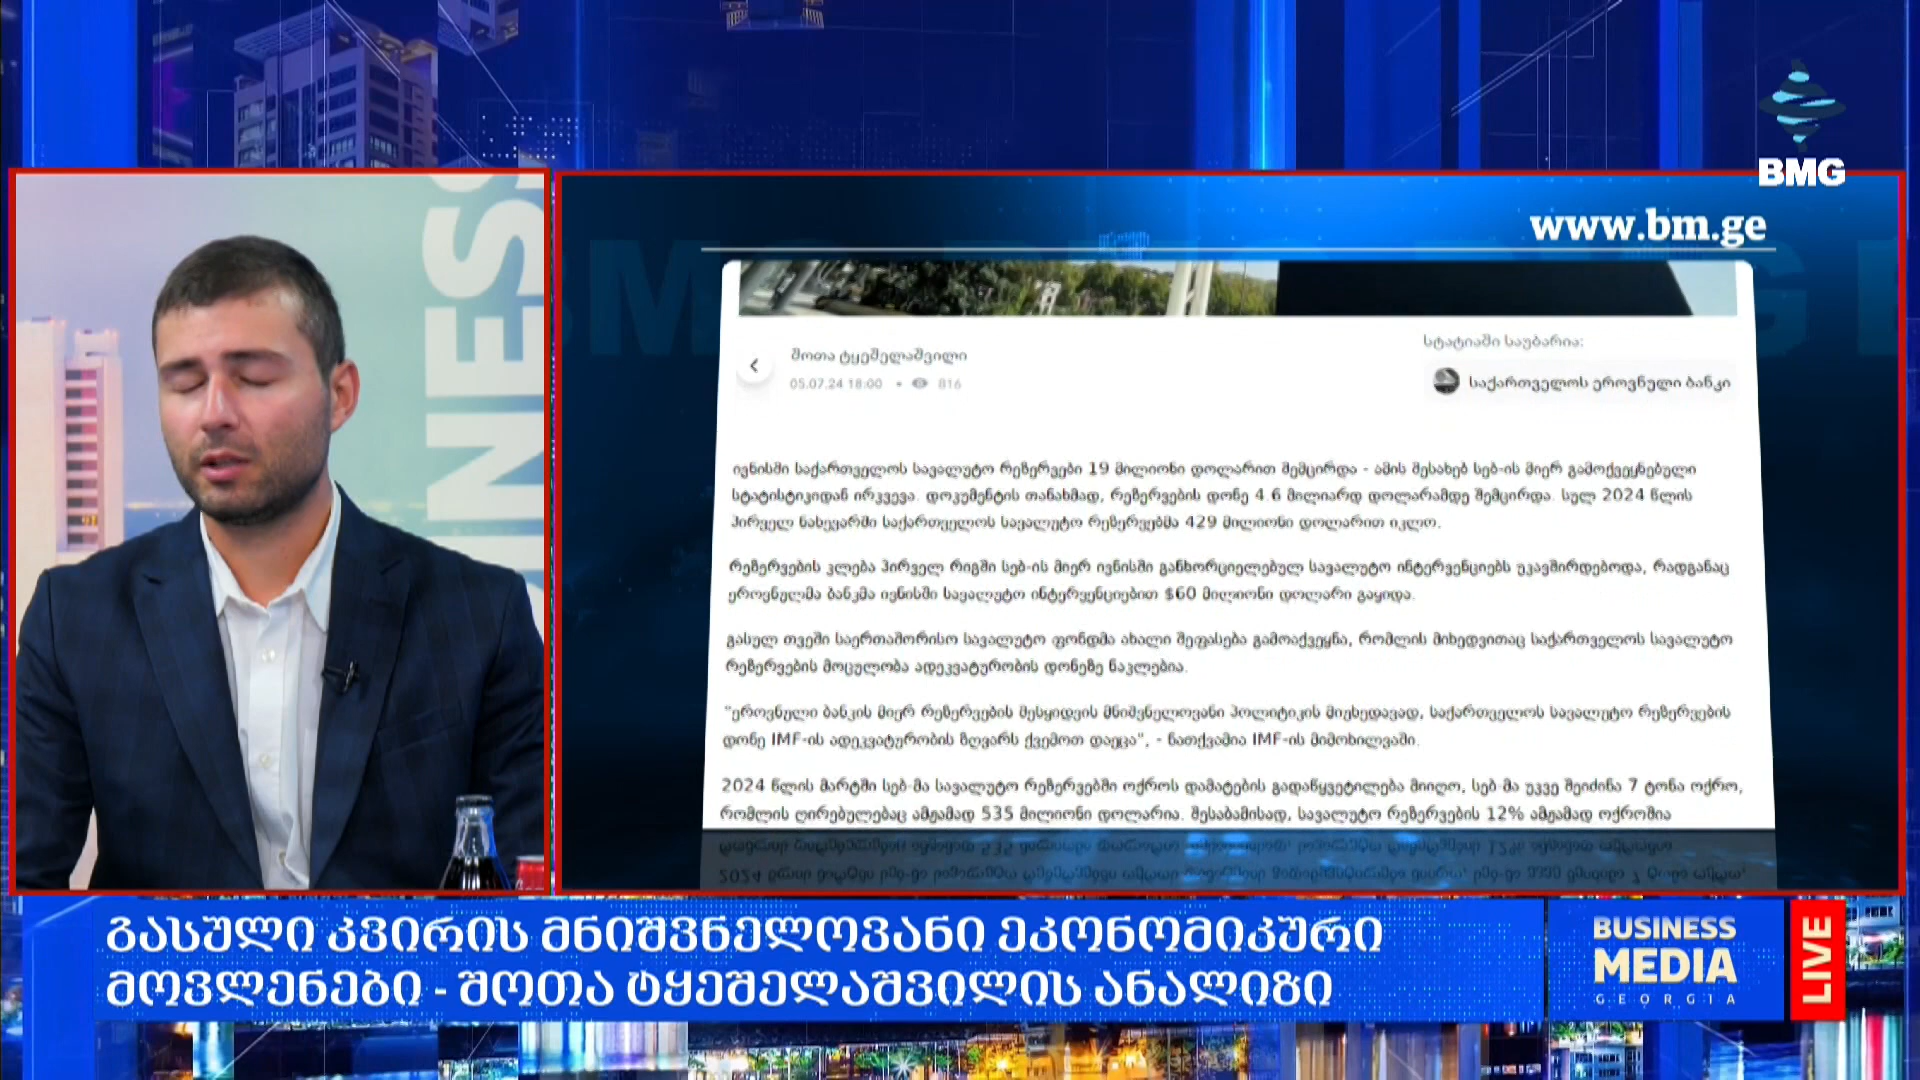 BMG
www.bm.ge
INESS
შოთა ტყეშელაშვილი
05.07.24 18:00 • 816
სტატიაში საუბარია:
საქართველოს ეროვნული ბანკი
ივნისში საქართველოს სავალუტო რეზერვები 19 მილიონი დოლარით შემცირდა - ამის შესახებ სებ-ის მიერ გამოქვეყნებული
სტატისტიკიდან ირკვევა. დოკუმენტის თანახმად, რეზერვების დონე 4.6 მილიარდ დოლარამდე შემცირდა. სულ 2024 წლის
პირველ ნახევარში საქართველოს სავალუტო რეზერვებმა 429 მილიონი დოლარით იკლო.
რეზერვების კლება პირველ რიგში სებ-ის მიერ ივნისში განხორციელებულ სავალუტო ინტერვენციებს უკავშირდებოდა, რადგანაც
ეროვნულმა ბანკმა ივნისში სავალუტო ინტერვენციებით $60 მილიონი დოლარი გაყიდა.
გასულ თვეში საერთაშორისო სავალუტო ფონდმა ახალი შეფასება გამოაქვეყნა, რომლის მიხედვითაც საქართველოს სავალუტო
რეზერვების მოცულობა ადეკვატურობის დონეზე ნაკლებია.
"ეროვნული ბანკის მიერ რეზერვების შესყიდვის მნიშვნელოვანი პოლიტიკის მიუხედავად, საქართველოს სავალუტო რეზერვების
დონე IMF-ის ადეკვატურობის ზღვარს ქვემოთ დაეცა", - ნათქვამია IMF-ის მიმოხილვაში.
2024 წლის მარტში სებ-მა სავალუტო რეზერვებში ოქროს დამატების გადაწყვეტილება მიიღო, სებ-მა უკვე შეიძინა 7 ტონა ოქრო,
რომლის ღირებულებაც ამჟამად 535 მილიონი დოლარია. შესაბამისად, სავალუტო რეზერვების 12% ამჟამად ოქროშია
გასული კვირის მნიშვნელოვანი ეკონომიკური
მოვლენები - შოთა ტყეშელაშვილის ანალიზი
BUSINESS
MEDIA
GEORGIA
LIVE